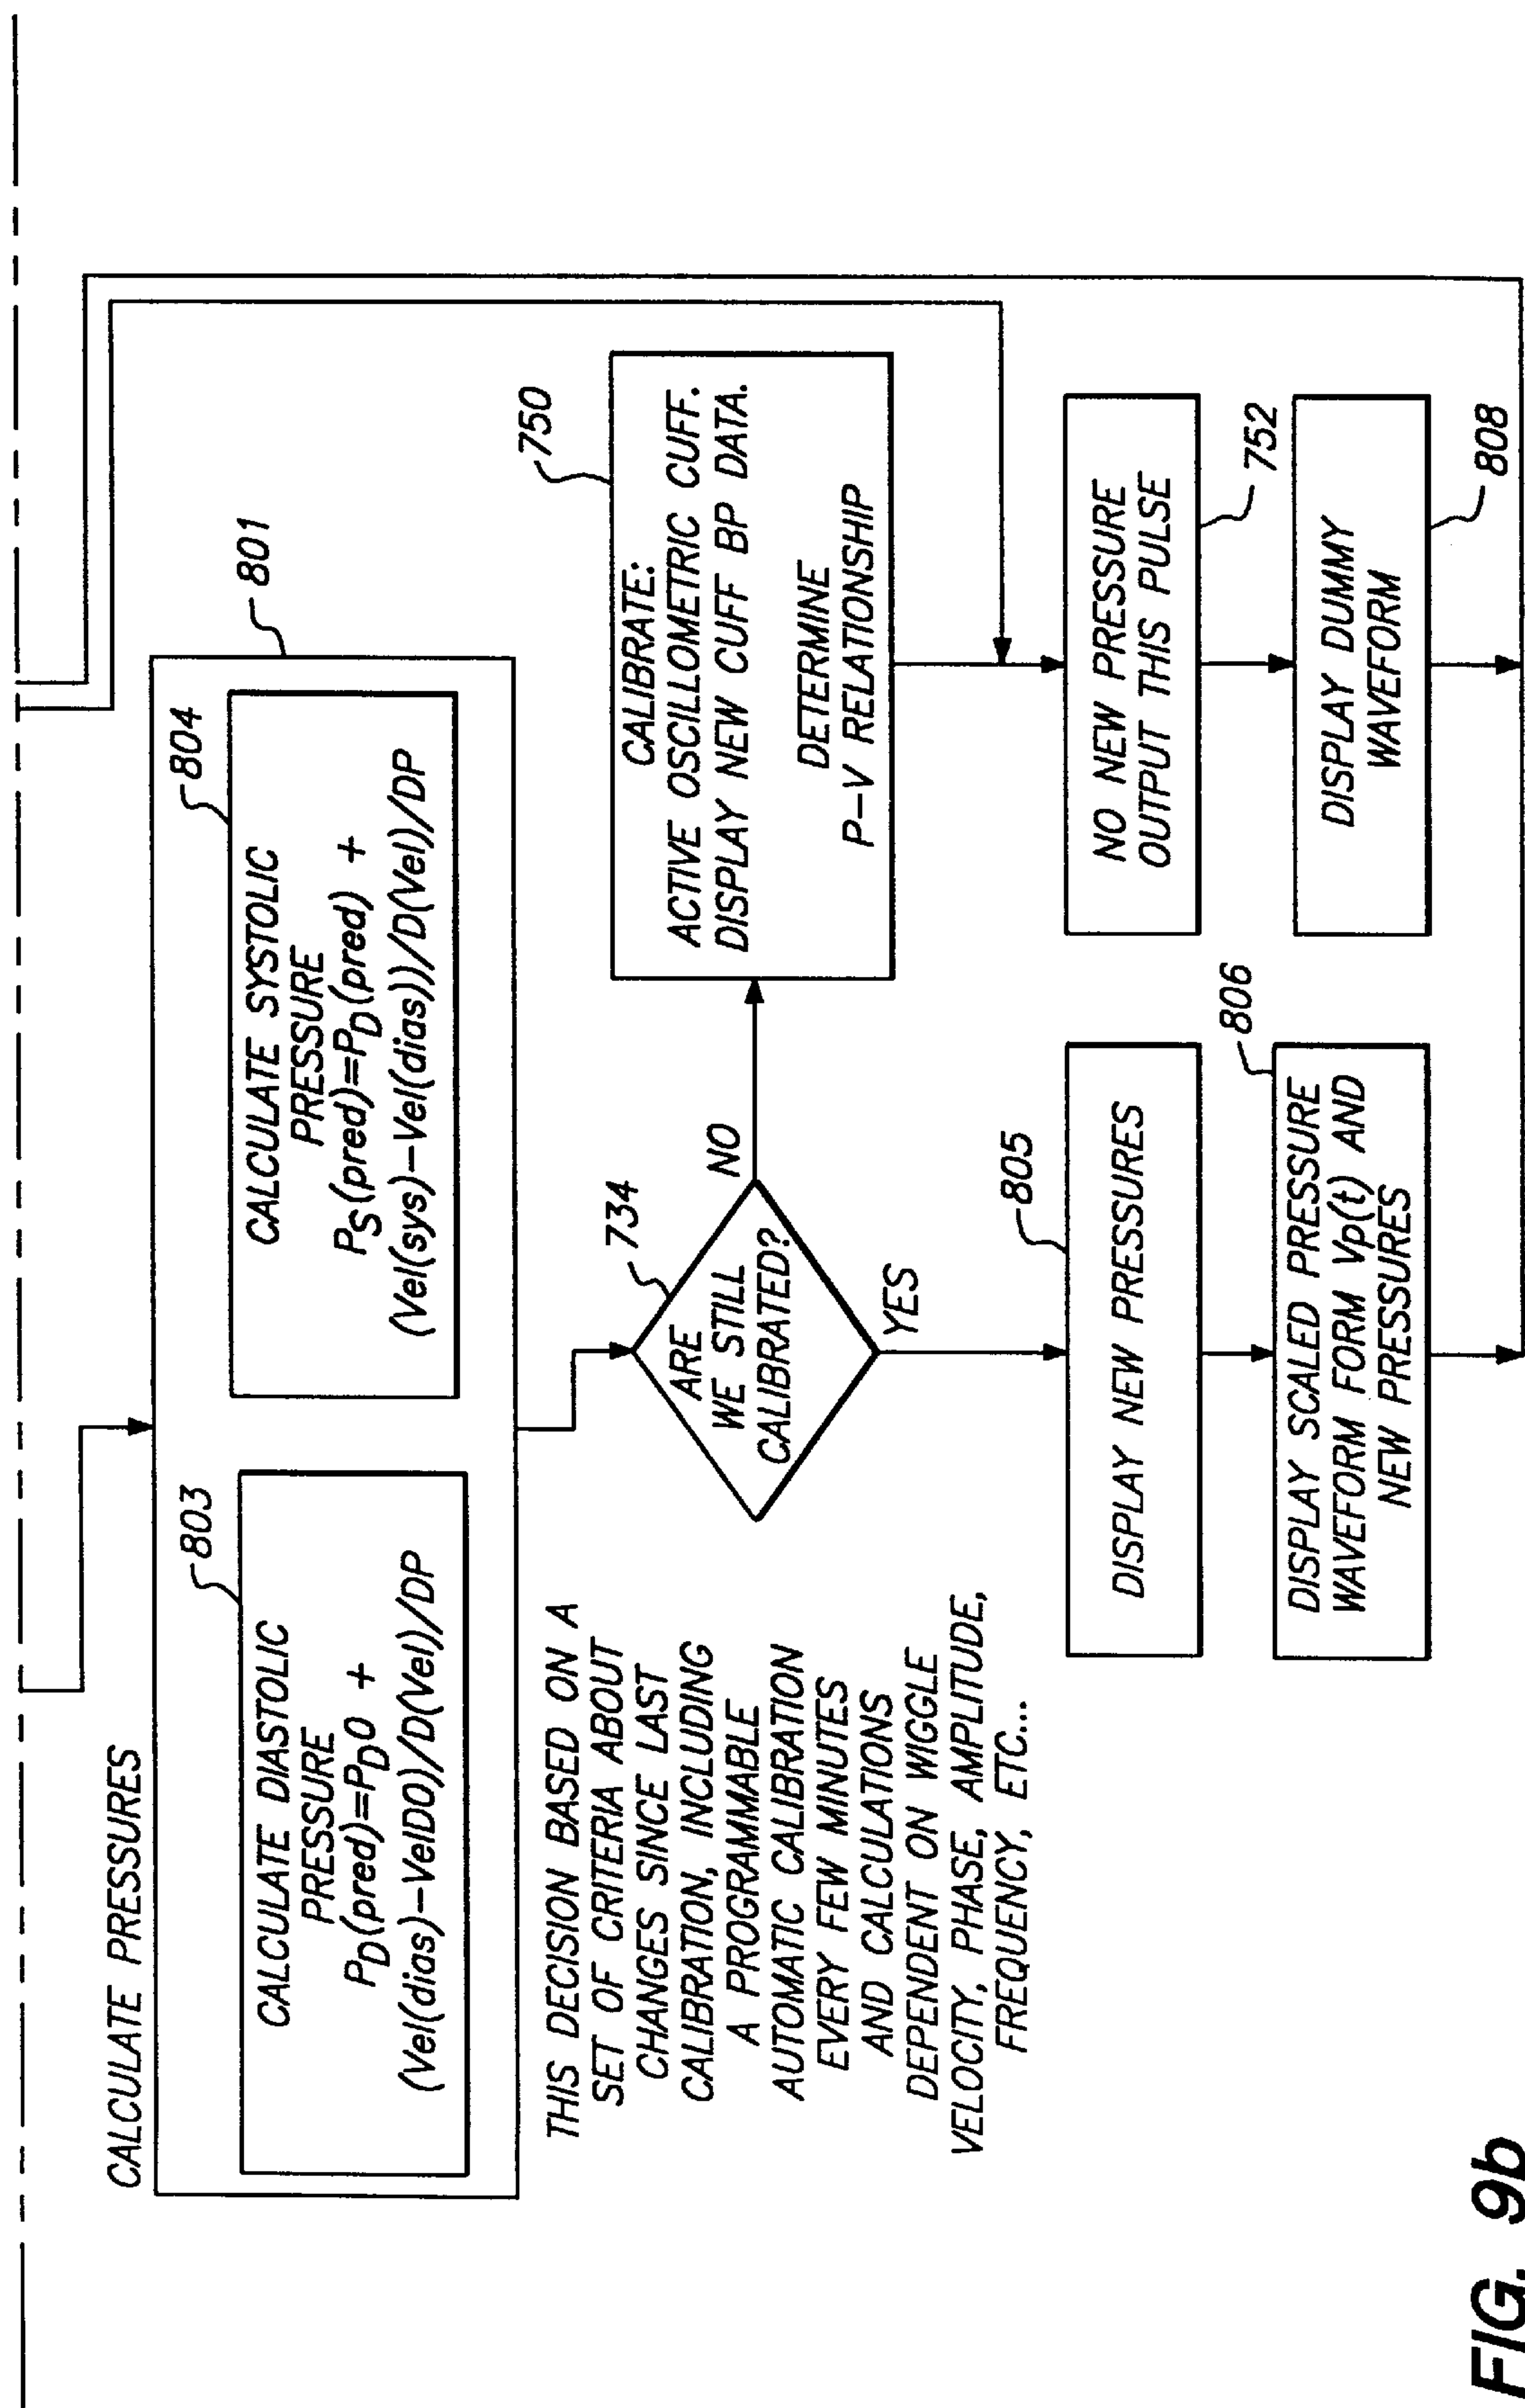 CALCULATE PRESSURES
801
803
CALCULATE DIASTOLIC
PRESSURE
PD(pred)=PD0 +
(Vel(dias)-VelD0)/D(Vel)/DP
804
CALCULATE SYSTOLIC
PRESSURE
PS(pred)=PD(pred) +
(Vel(sys)-Vel(dias))/D(Vel)/DP
THIS DECISION BASED ON A
SET OF CRITERIA ABOUT
CHANGES SINCE LAST
CALIBRATION, INCLUDING
A PROGRAMMABLE
AUTOMATIC CALIBRATION
EVERY FEW MINUTES
AND CALCULATIONS
DEPENDENT ON WIGGLE
VELOCITY, PHASE, AMPLITUDE,
FREQUENCY, ETC...
734
ARE
WE STILL
CALIBRATED?
NO
YES
750
CALIBRATE:
ACTIVE OSCILLOMETRIC CUFF.
DISPLAY NEW CUFF BP DATA.
DETERMINE
P-V RELATIONSHIP
805
DISPLAY NEW PRESSURES
806
DISPLAY SCALED PRESSURE
WAVEFORM FORM Vp(t) AND
NEW PRESSURES
NO NEW PRESSURE
OUTPUT THIS PULSE
752
DISPLAY DUMMY
WAVEFORM
808
FIG. 9b